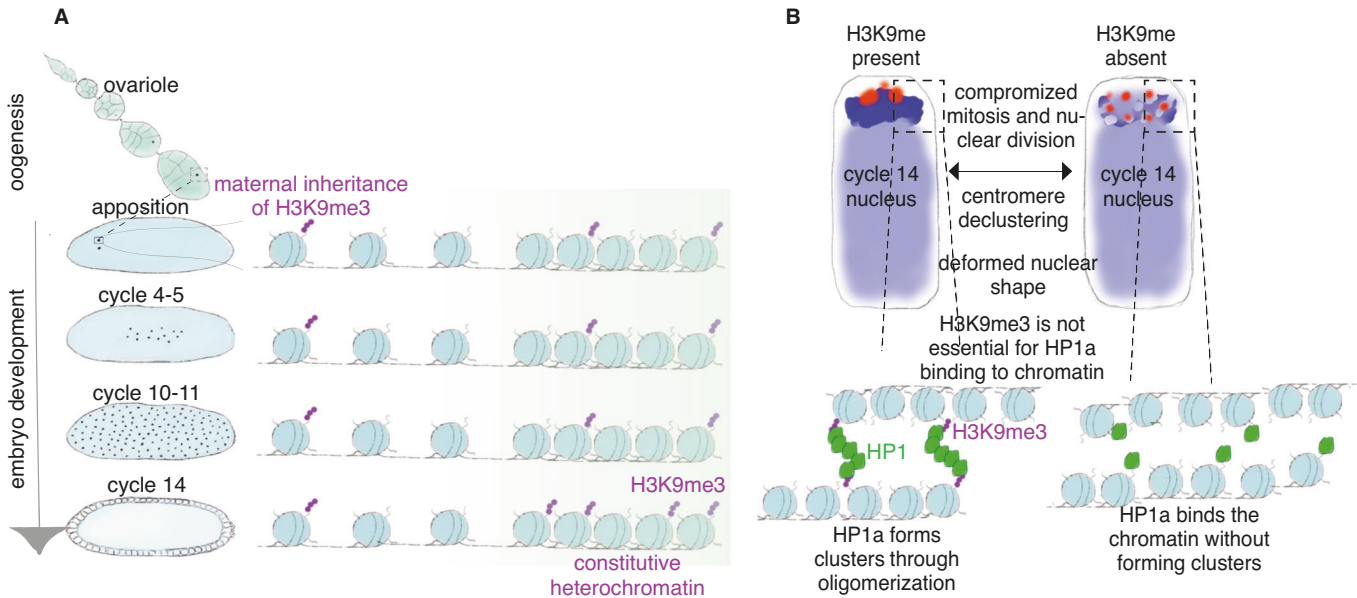 A
oogenesis
ovariole
maternal inheritance
of H3K9me3
apposition
embryo development
cycle 4-5
cycle 10-11
cycle 14
H3K9me3
constitutive
heterochromatin
B
H3K9me
present
H3K9me
absent
compromized
mitosis and nu-
clear division
cycle 14
nucleus
cycle 14
nucleus
centromere
declustering
deformed nuclear
shape
H3K9me3 is not
essential for HP1a
binding to chromatin
H3K9me3
HP1
HP1a forms
clusters through
oligomerization
HP1a binds the
chromatin without
forming clusters